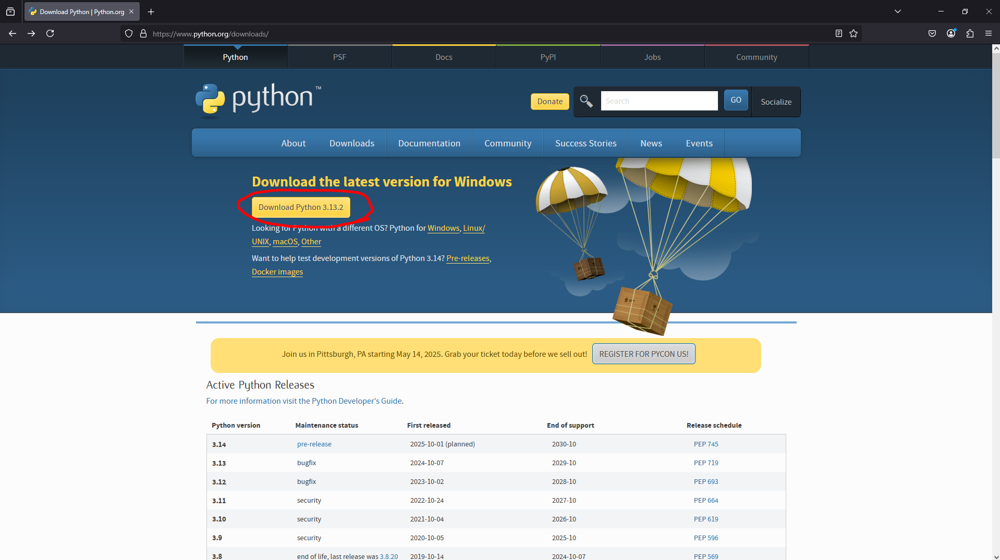 Download Python | Python.org
https://www.python.org/downloads/
Python PSF Docs PyPI Jobs Community
python™
Donate Search GO Socialize
About Downloads Documentation Community Success Stories News Events
Download the latest version for Windows
Download Python 3.13.2
Looking for Python with a different OS? Python for Windows, Linux/
UNIX, macOS, Other
Want to help test development versions of Python 3.14? Pre-releases,
Docker images
Join us in Pittsburgh, PA starting May 14, 2025. Grab your ticket today before we sell out! REGISTER FOR PYCON US!
Active Python Releases
For more information visit the Python Developer's Guide.
Python version Maintenance status First released End of support Release schedule
3.14 pre-release 2025-10-01 (planned) 2030-10 PEP 745
3.13 bugfix 2024-10-07 2029-10 PEP 719
3.12 bugfix 2023-10-02 2028-10 PEP 693
3.11 security 2022-10-24 2027-10 PEP 664
3.10 security 2021-10-04 2026-10 PEP 619
3.9 security 2020-10-05 2025-10 PEP 596
3.8 end of life, last release was 3.8.20 2019-10-14 2024-10-07 PEP 569